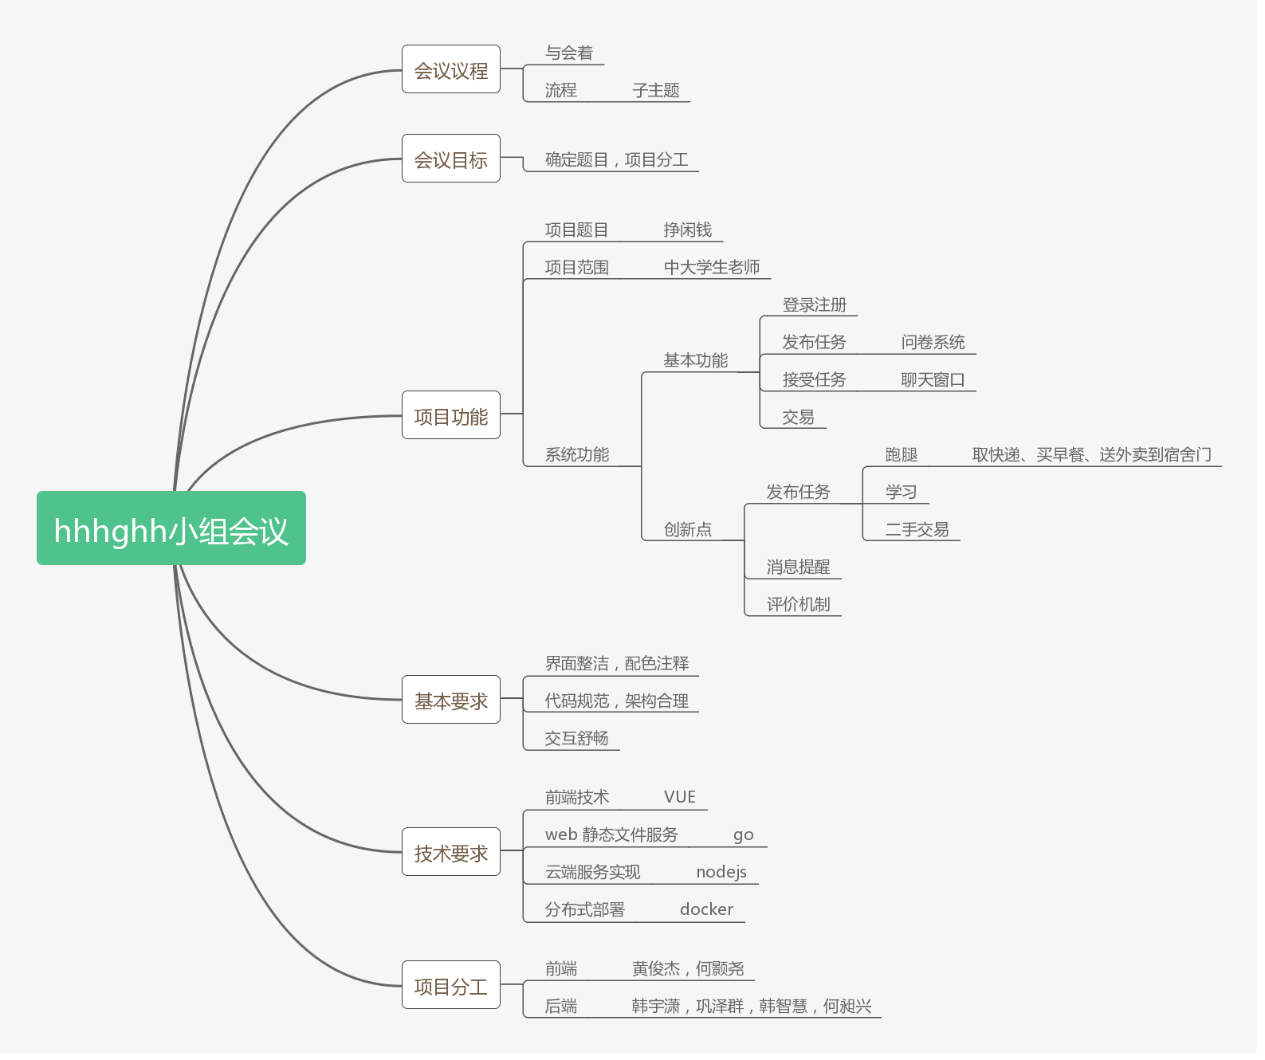 hhhghh小组会议
会议议程
与会着
流程 子主题
会议目标
确定题目，项目分工
项目功能
项目题目 挣闲钱
项目范围 中大学生老师
系统功能
基本功能
登录注册
发布任务 问卷系统
接受任务 聊天窗口
交易
创新点
发布任务
跑腿 取快递、买早餐、送外卖到宿舍门
学习
二手交易
消息提醒
评价机制
基本要求
界面整洁，配色注释
代码规范，架构合理
交互舒畅
技术要求
前端技术 VUE
web 静态文件服务 go
云端服务实现 nodejs
分布式部署 docker
项目分工
前端 黄俊杰，何颢尧
后端 韩宇潇，巩泽群，韩智慧，何昶兴